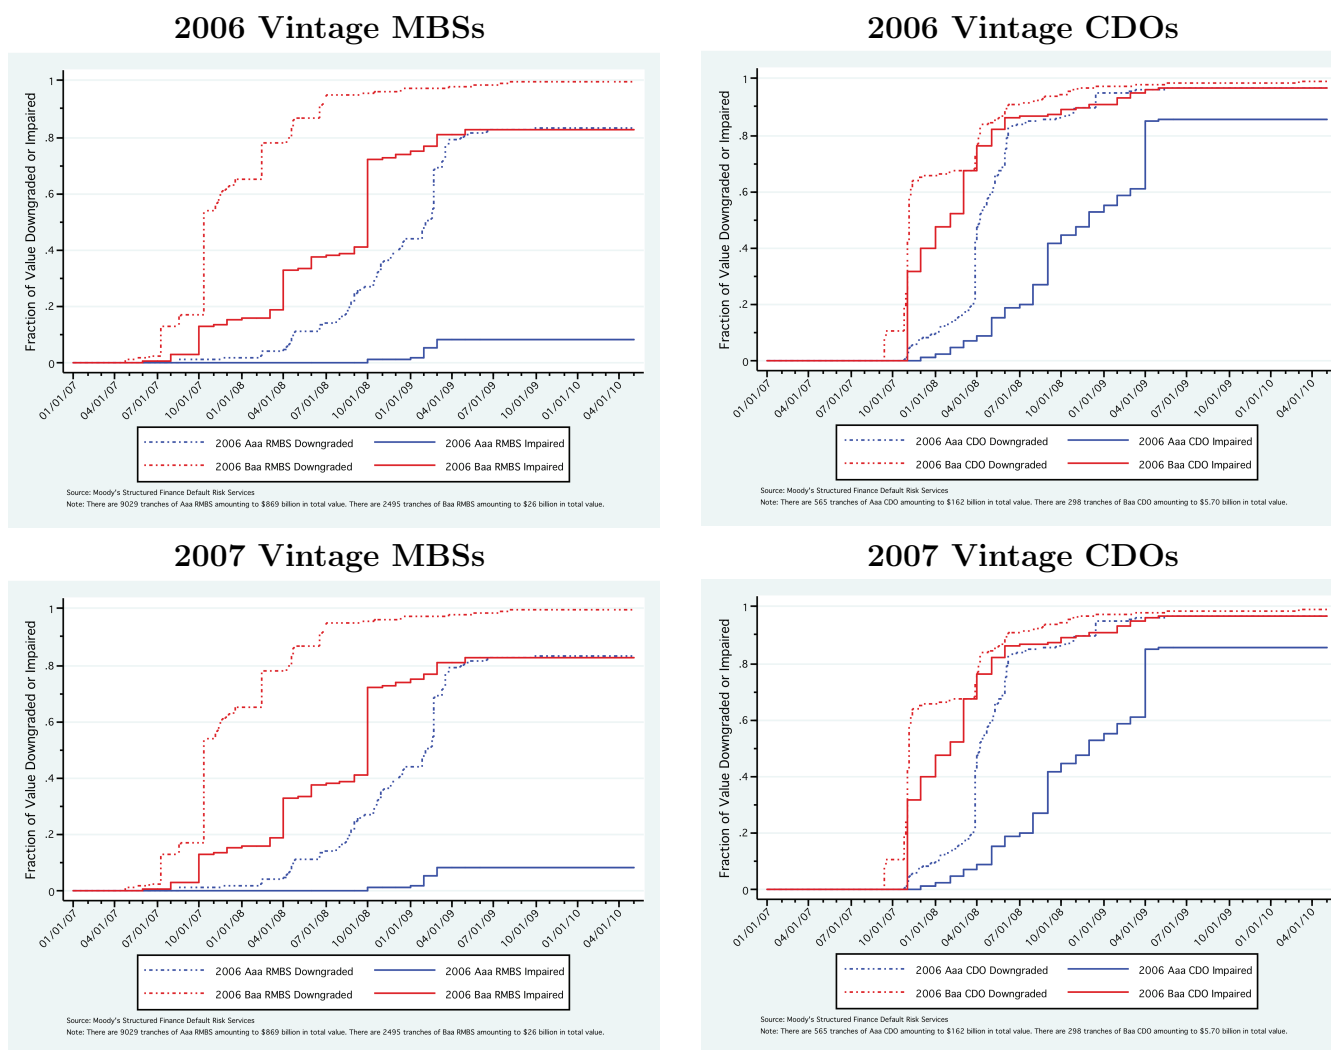 2006 Vintage MBSs
Fraction of Value Downgraded or Impaired
1
.8
.6
.4
.2
0
01/01/07
04/01/07
07/01/07
10/01/07
01/01/08
04/01/08
07/01/08
10/01/08
01/01/09
04/01/09
07/01/09
10/01/09
01/01/10
04/01/10
2006 Aaa RMBS Downgraded
2006 Aaa RMBS Impaired
2006 Baa RMBS Downgraded
2006 Baa RMBS Impaired
Source: Moody's Structured Finance Default Risk Services
Note: There are 9029 tranches of Aaa RMBS amounting to $869 billion in total value. There are 2495 tranches of Baa RMBS amounting to $26 billion in total value.
2006 Vintage CDOs
Fraction of Value Downgraded or Impaired
1
.8
.6
.4
.2
0
01/01/07
04/01/07
07/01/07
10/01/07
01/01/08
04/01/08
07/01/08
10/01/08
01/01/09
04/01/09
07/01/09
10/01/09
01/01/10
04/01/10
2006 Aaa CDO Downgraded
2006 Aaa CDO Impaired
2006 Baa CDO Downgraded
2006 Baa CDO Impaired
Source: Moody's Structured Finance Default Risk Services
Note: There are 565 tranches of Aaa CDO amounting to $162 billion in total value. There are 298 tranches of Baa CDO amounting to $5.70 billion in total value.
2007 Vintage MBSs
Fraction of Value Downgraded or Impaired
1
.8
.6
.4
.2
0
01/01/07
04/01/07
07/01/07
10/01/07
01/01/08
04/01/08
07/01/08
10/01/08
01/01/09
04/01/09
07/01/09
10/01/09
01/01/10
04/01/10
2006 Aaa RMBS Downgraded
2006 Aaa RMBS Impaired
2006 Baa RMBS Downgraded
2006 Baa RMBS Impaired
Source: Moody's Structured Finance Default Risk Services
Note: There are 9029 tranches of Aaa RMBS amounting to $869 billion in total value. There are 2495 tranches of Baa RMBS amounting to $26 billion in total value.
2007 Vintage CDOs
Fraction of Value Downgraded or Impaired
1
.8
.6
.4
.2
0
01/01/07
04/01/07
07/01/07
10/01/07
01/01/08
04/01/08
07/01/08
10/01/08
01/01/09
04/01/09
07/01/09
10/01/09
01/01/10
04/01/10
2006 Aaa CDO Downgraded
2006 Aaa CDO Impaired
2006 Baa CDO Downgraded
2006 Baa CDO Impaired
Source: Moody's Structured Finance Default Risk Services
Note: There are 565 tranches of Aaa CDO amounting to $162 billion in total value. There are 298 tranches of Baa CDO amounting to $5.70 billion in total value.